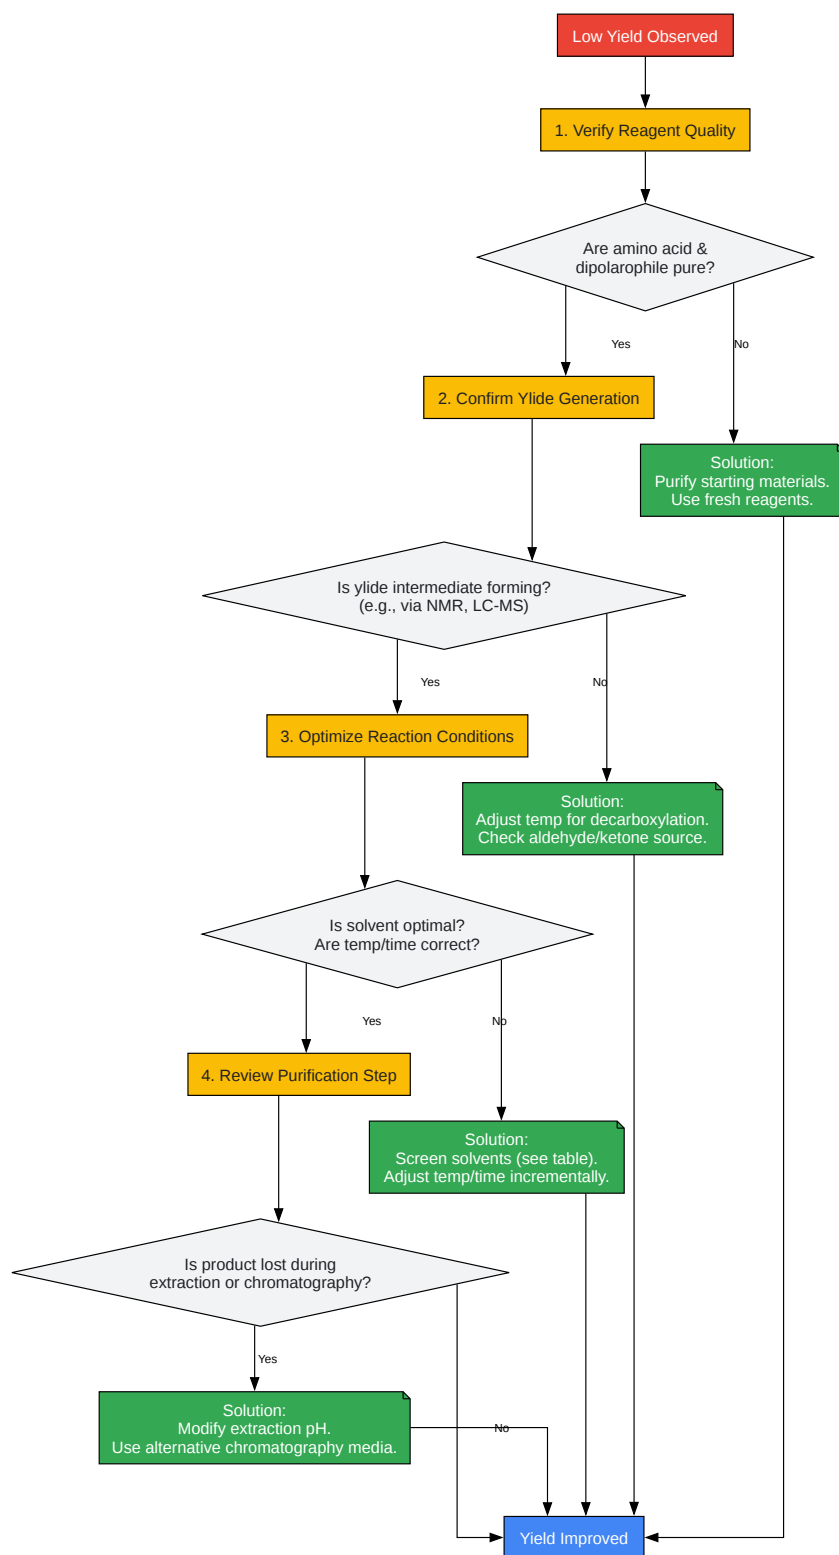 Low Yield Observed
1. Verify Reagent Quality
Are amino acid &
dipolarophile pure?
Yes
No
2. Confirm Ylide Generation
Solution:
Purify starting materials.
Use fresh reagents.
Is ylide intermediate forming?
(e.g., via NMR, LC-MS)
Yes
No
3. Optimize Reaction Conditions
Solution:
Adjust temp for decarboxylation.
Check aldehyde/ketone source.
Is solvent optimal?
Are temp/time correct?
Yes
No
4. Review Purification Step
Solution:
Screen solvents (see table).
Adjust temp/time incrementally.
Is product lost during
extraction or chromatography?
Yes
Solution:
Modify extraction pH.
Use alternative chromatography media.
No
Yield Improved